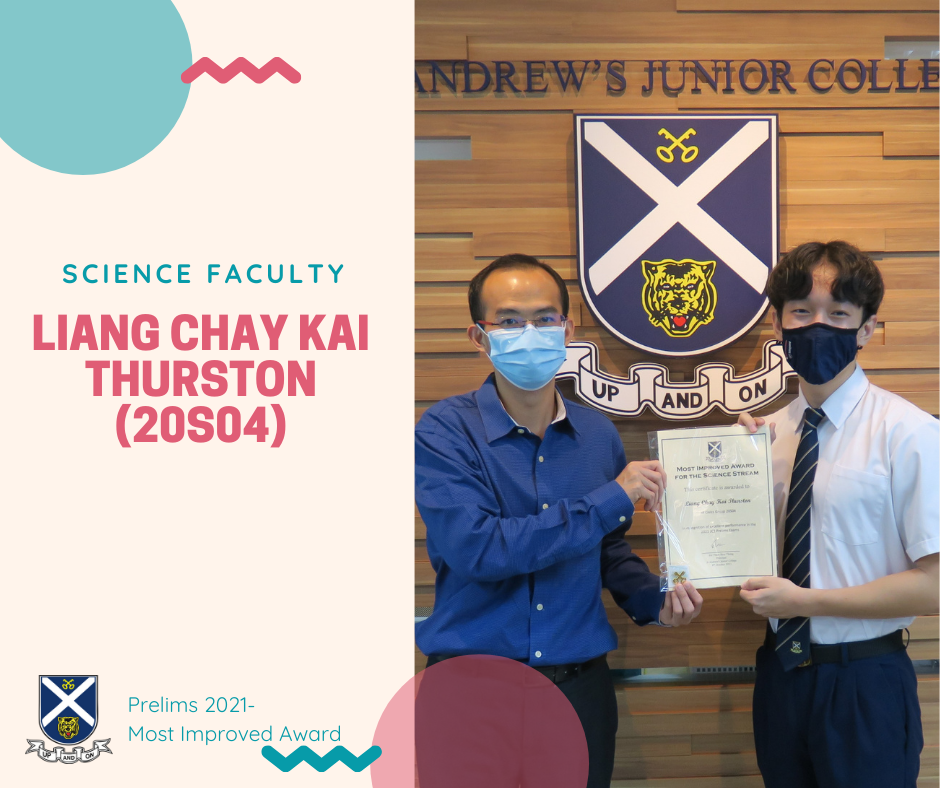 SCIENCE FACULTY
LIANG CHAY KAI
THURSTON
(20S04)
Prelims 2021-
Most Improved Award
UP AND ON
ANDREW'S JUNIOR COLLE
UP AND ON
MOST IMPROVED AWARD
FOR THE SCIENCE STREAM
This certificate is awarded to
Liang Chay Kai Thurston